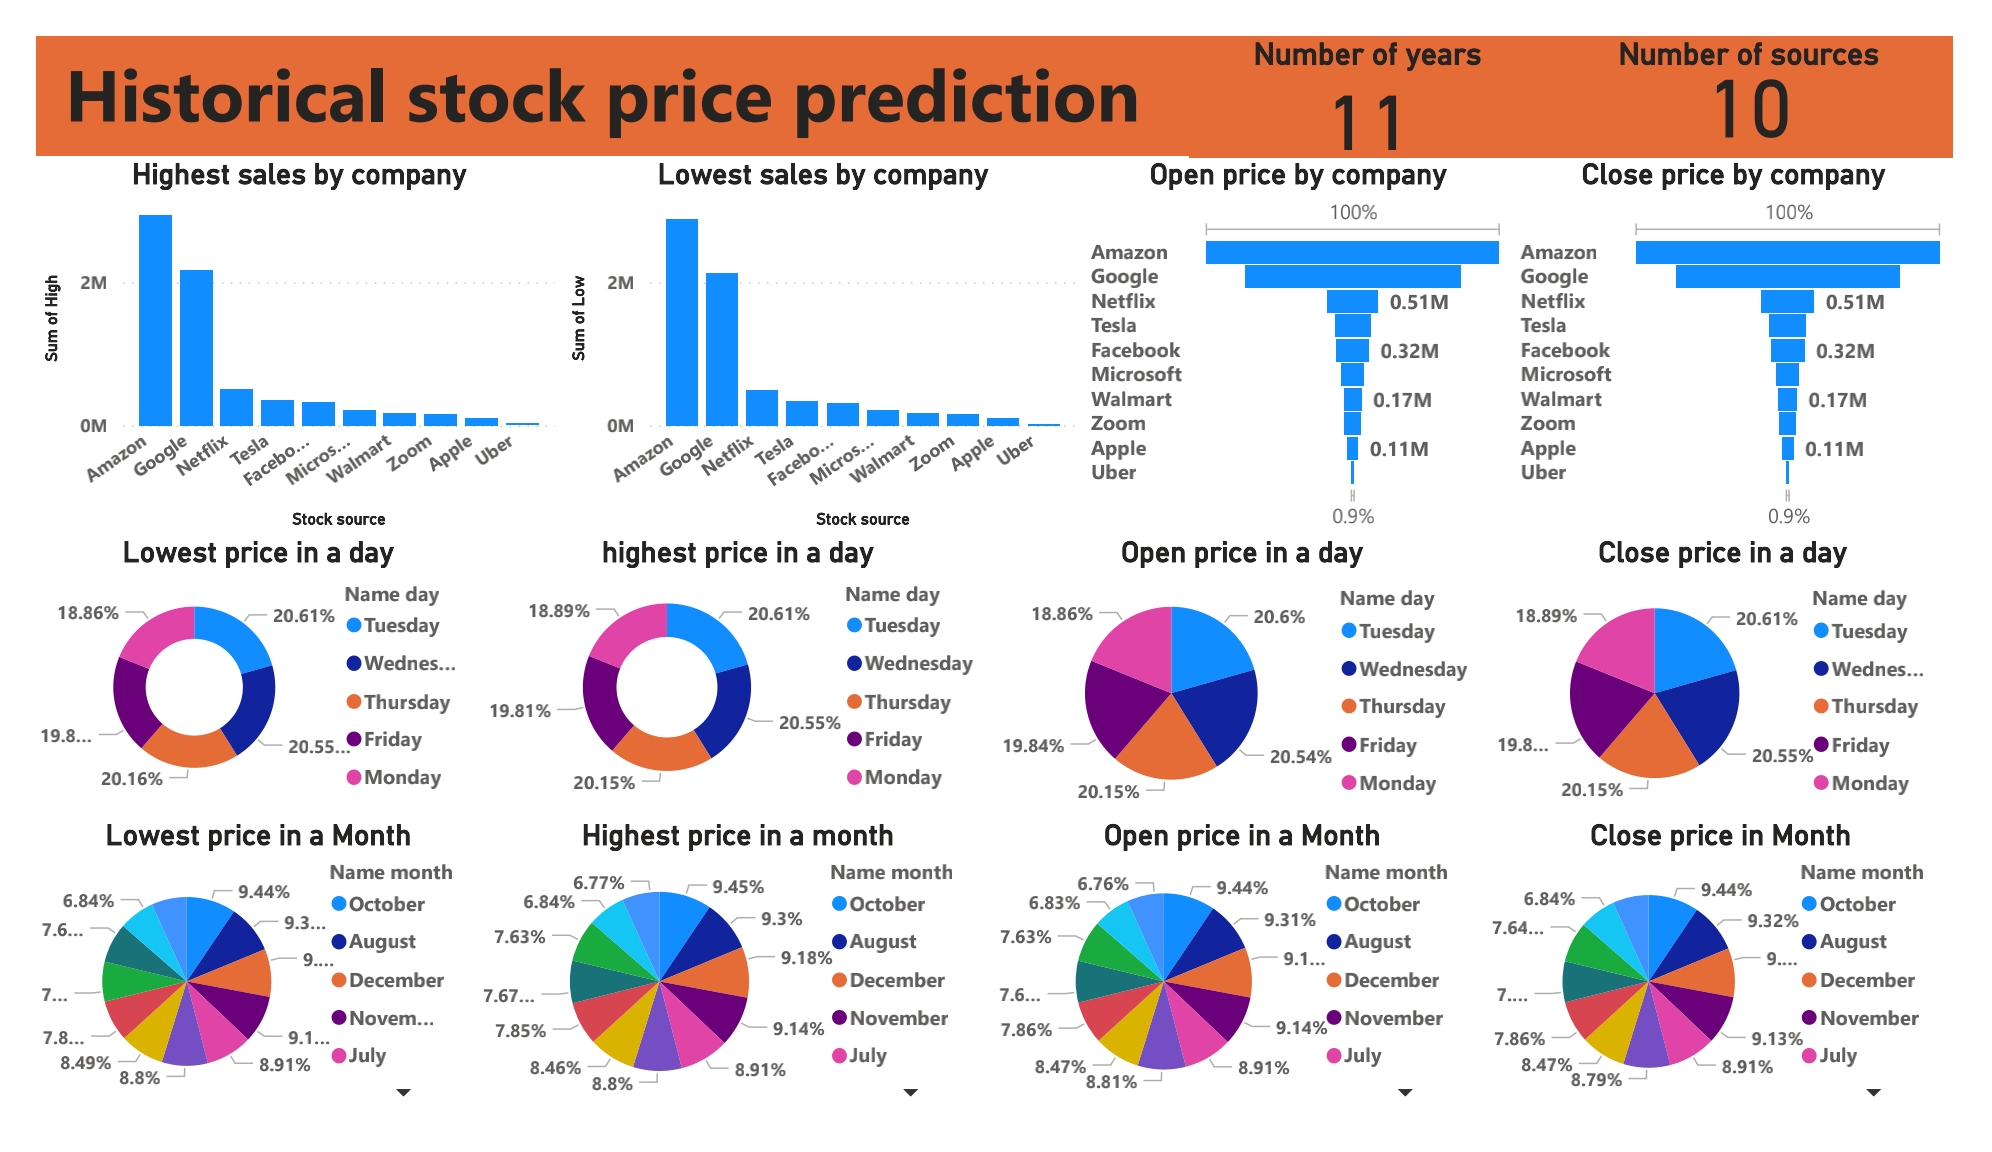 Historical stock price prediction
Number of years
11
Number of sources
10
Highest sales by company
Sum of High
2M
0M
Amazon
Google
Netflix
Tesla
Facebo...
Micros...
Walmart
Zoom
Apple
Uber
Stock source
Lowest sales by company
Sum of Low
2M
0M
Amazon
Google
Netflix
Tesla
Facebo...
Micros...
Walmart
Zoom
Apple
Uber
Stock source
Open price by company
100%
Amazon
Google
Netflix 0.51M
Tesla
Facebook 0.32M
Microsoft
Walmart 0.17M
Zoom
Apple 0.11M
Uber
0.9%
Close price by company
100%
Amazon
Google
Netflix 0.51M
Tesla
Facebook 0.32M
Microsoft
Walmart 0.17M
Zoom
Apple 0.11M
Uber
0.9%
Lowest price in a day
18.86%
20.61%
19.8...
20.55...
20.16%
Name day
Tuesday
Wednes...
Thursday
Friday
Monday
highest price in a day
18.89%
20.61%
19.81%
20.55%
20.15%
Name day
Tuesday
Wednesday
Thursday
Friday
Monday
Open price in a day
18.86%
20.6%
19.84%
20.54%
20.15%
Name day
Tuesday
Wednesday
Thursday
Friday
Monday
Close price in a day
18.89%
20.61%
19.8...
20.55%
20.15%
Name day
Tuesday
Wednes...
Thursday
Friday
Monday
Lowest price in a Month
6.84%
9.44%
7.6...
9.3...
9....
7...
7.8...
9.1...
8.49%
8.91%
8.8%
Name month
October
August
December
Novem...
July
Highest price in a month
6.77%
9.45%
6.84%
9.3%
7.63%
9.18%
7.67...
7.85%
9.14%
8.46%
8.91%
8.8%
Name month
October
August
December
November
July
Open price in a Month
6.76%
9.44%
6.83%
9.31%
7.63%
9.1...
7.6...
7.86%
9.14%
8.47%
8.91%
8.81%
Name month
October
August
December
November
July
Close price in Month
6.84%
9.44%
7.64...
9.32%
9....
7....
7.86%
9.13%
8.47%
8.91%
8.79%
Name month
October
August
December
November
July